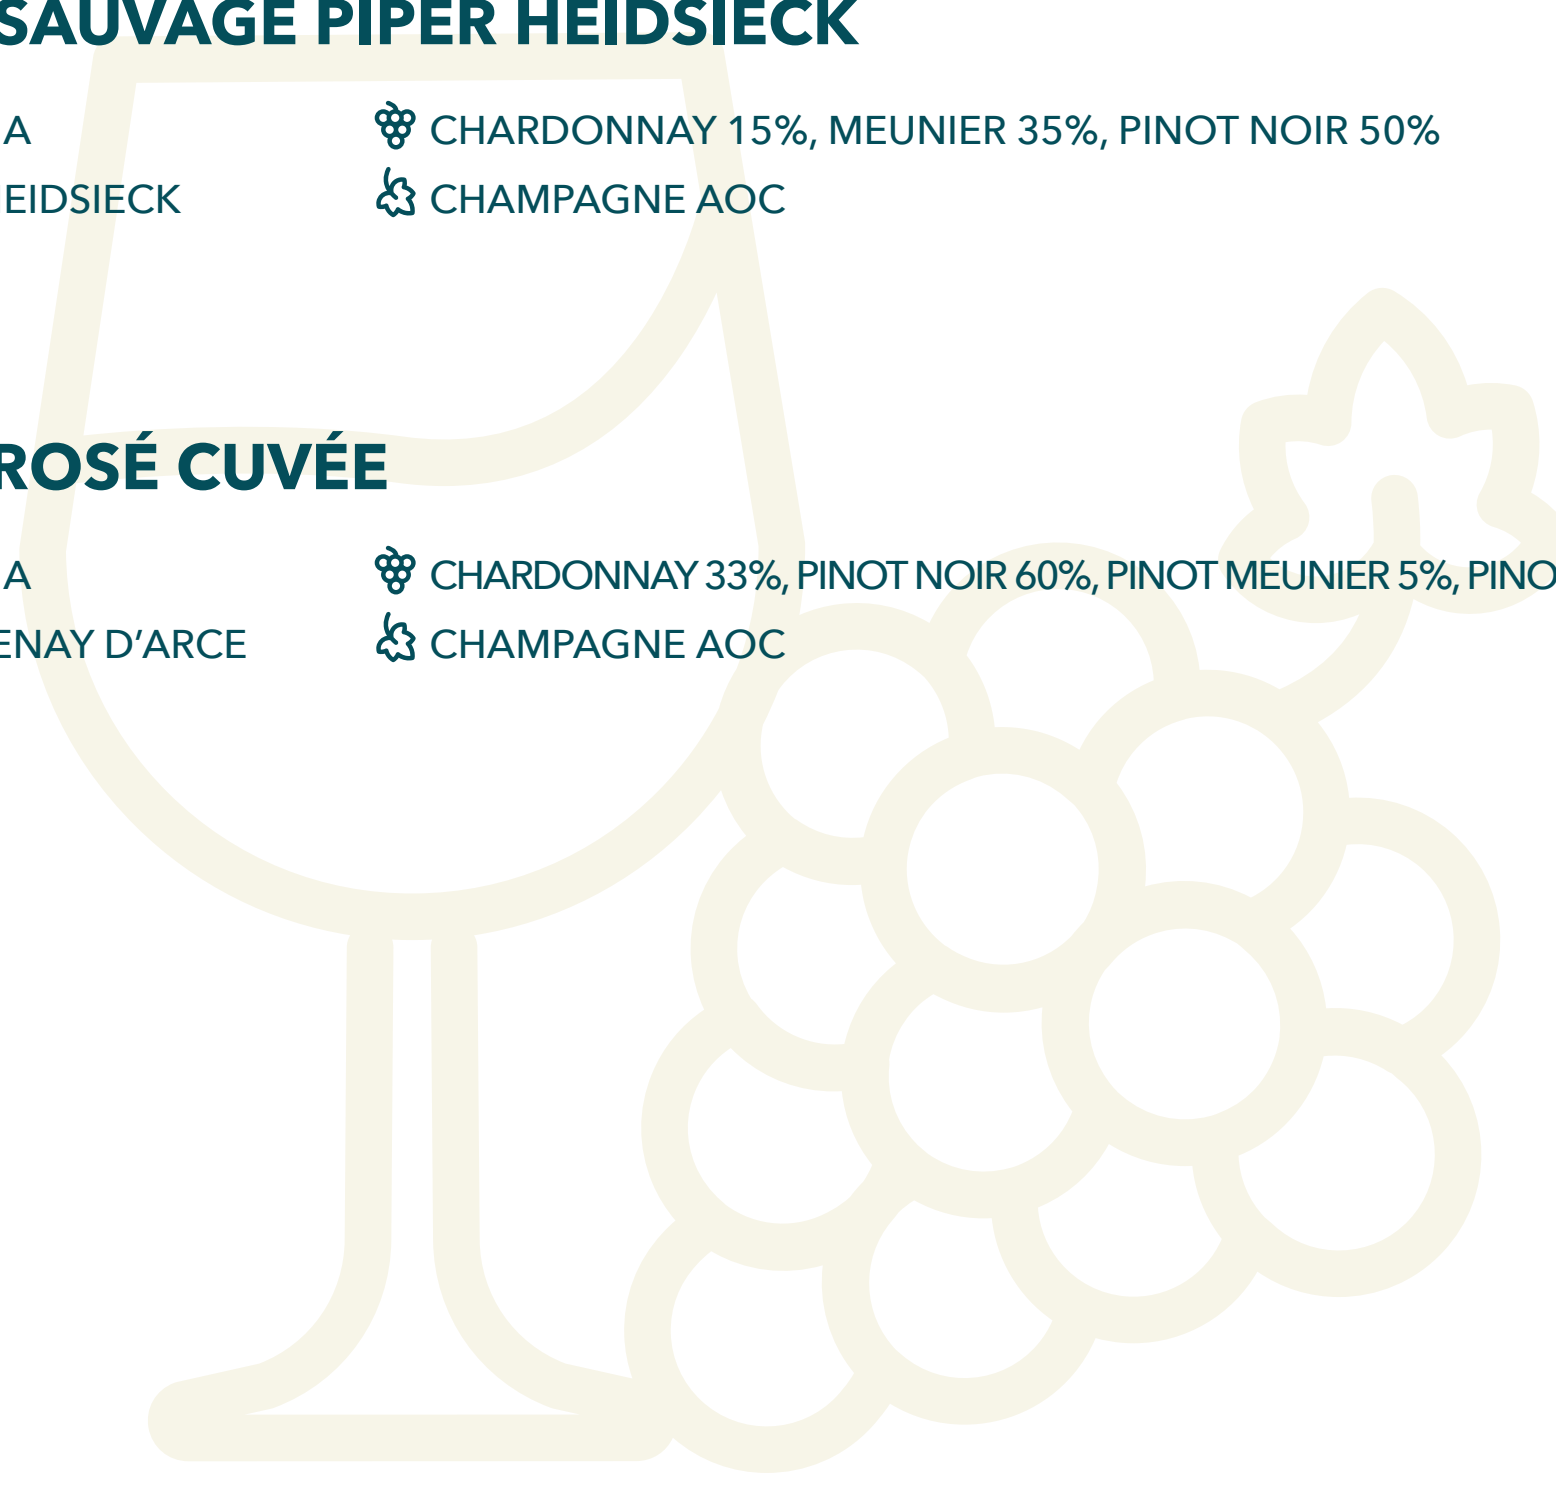 SAUVAGE PIPER HEIDSIECK
A CHARDONNAY 15%, MEUNIER 35%, PINOT NOIR 50%
EIDSIECK CHAMPAGNE AOC
ROSÉ CUVÉE
A CHARDONNAY 33%, PINOT NOIR 60%, PINOT MEUNIER 5%, PINO
ENAY D’ARCE CHAMPAGNE AOC